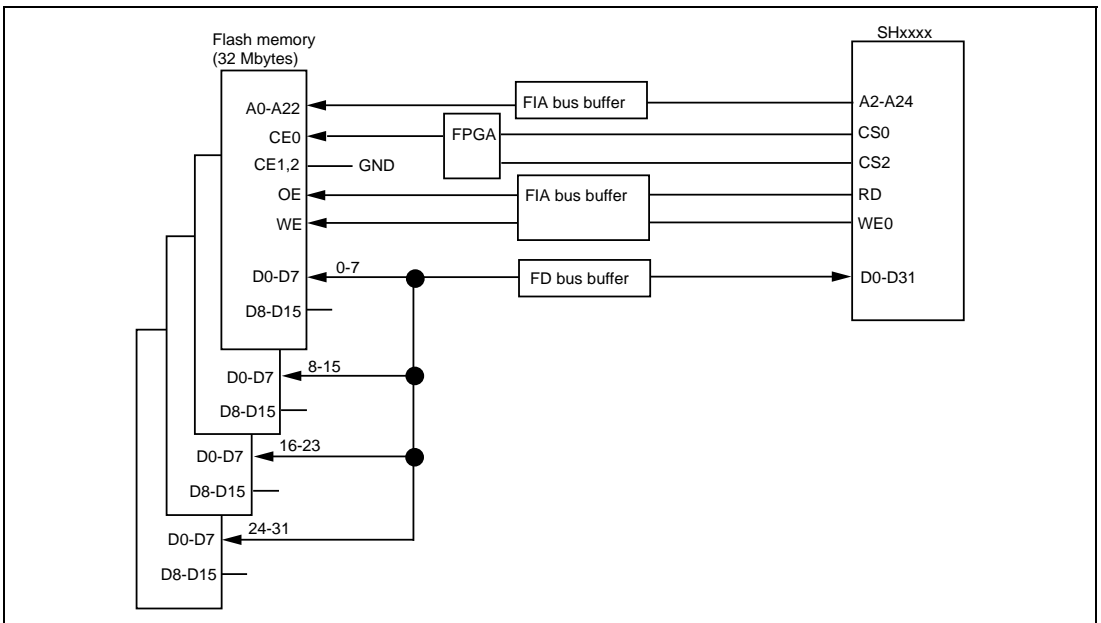 SHxxxx
Flash memory
(32 Mbytes)
A0-A22
FIA bus buffer
A2-A24
CE0
FPGA
CS0
CE1,2
GND
CS2
OE
FIA bus buffer
RD
WE
WE0
D0-D7
0-7
FD bus buffer
D0-D31
D8-D15
D0-D7
8-15
D8-D15
D0-D7
16-23
D8-D15
D0-D7
24-31
D8-D15